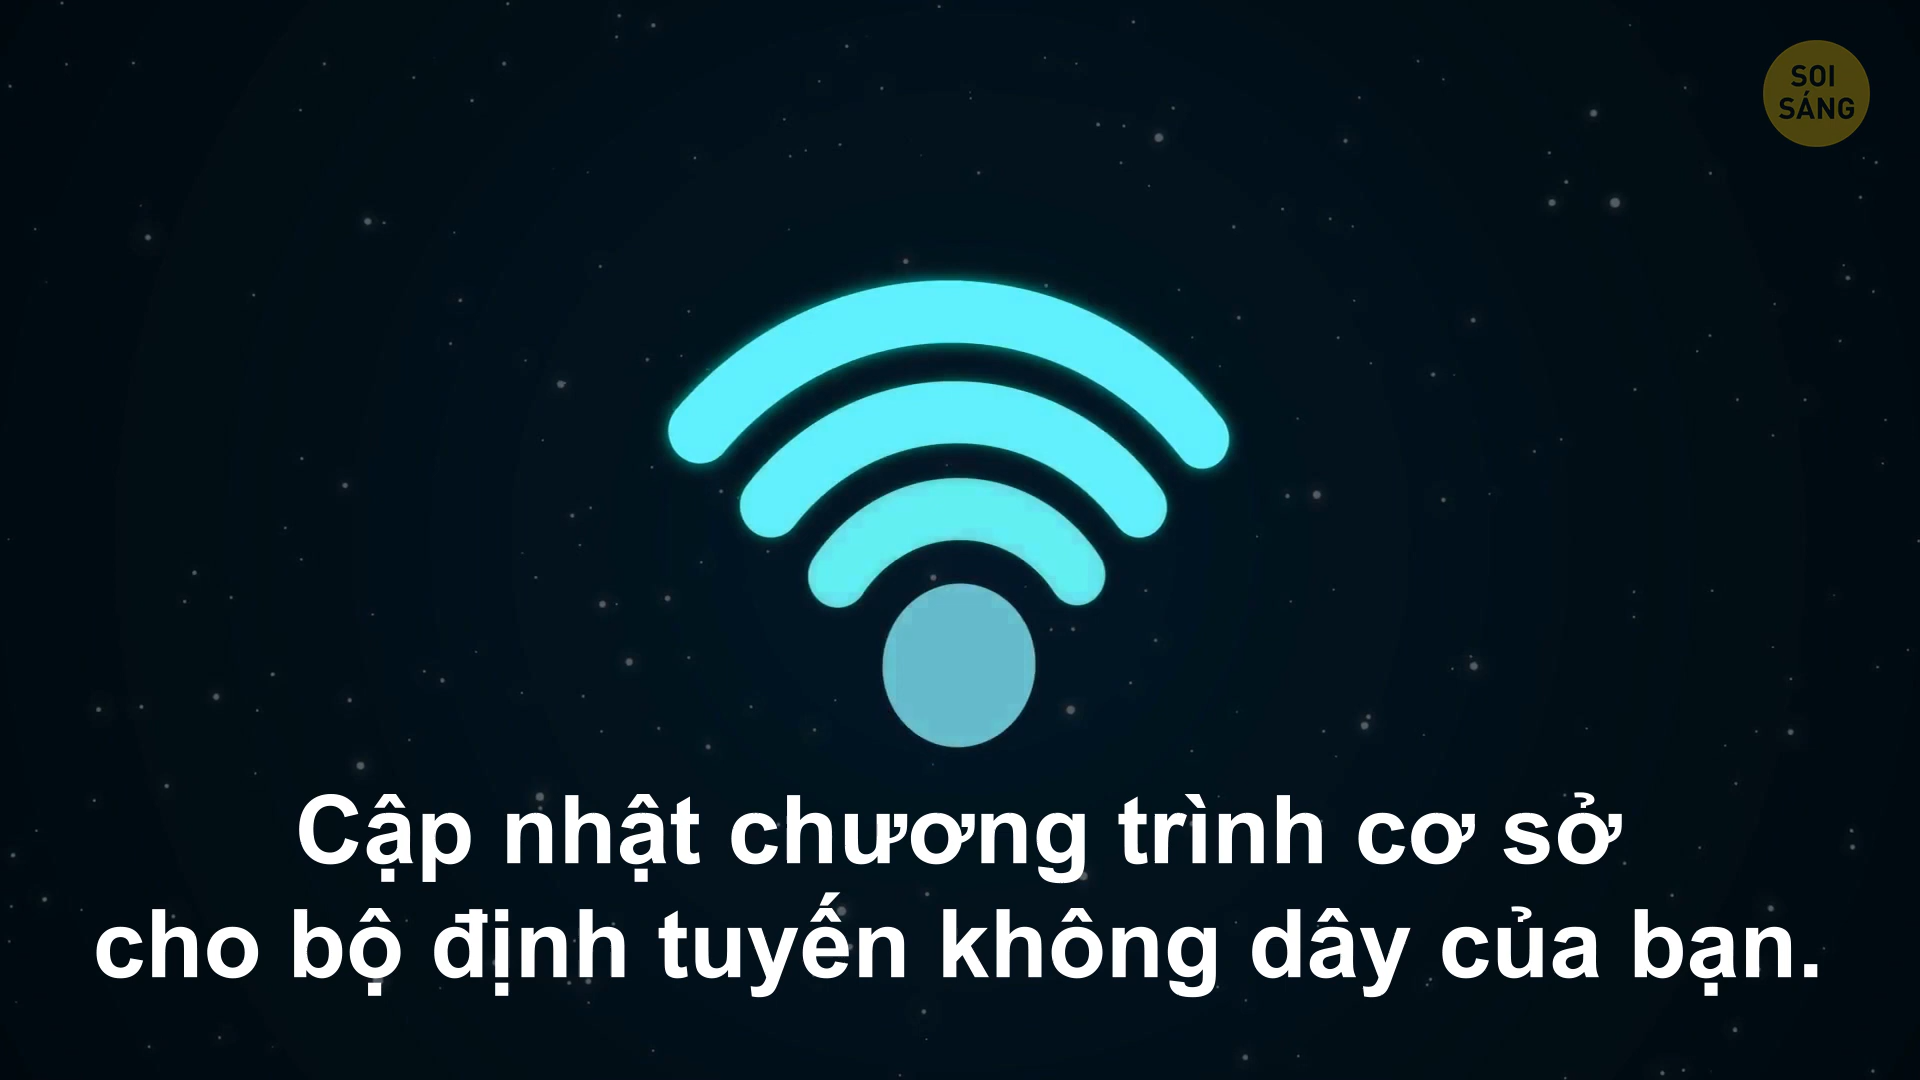 SOI
SÁNG
Cập nhật chương trình cơ sở
cho bộ định tuyến không dây của bạn.